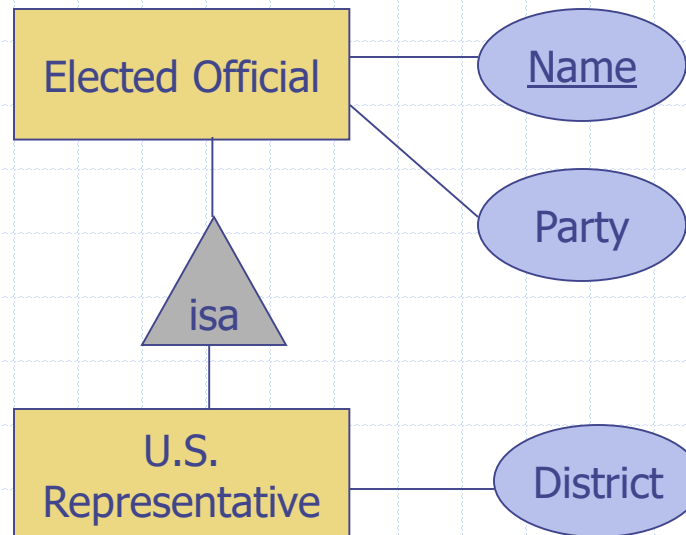 Elected Official
Name
Party
isa
U.S.
Representative
District